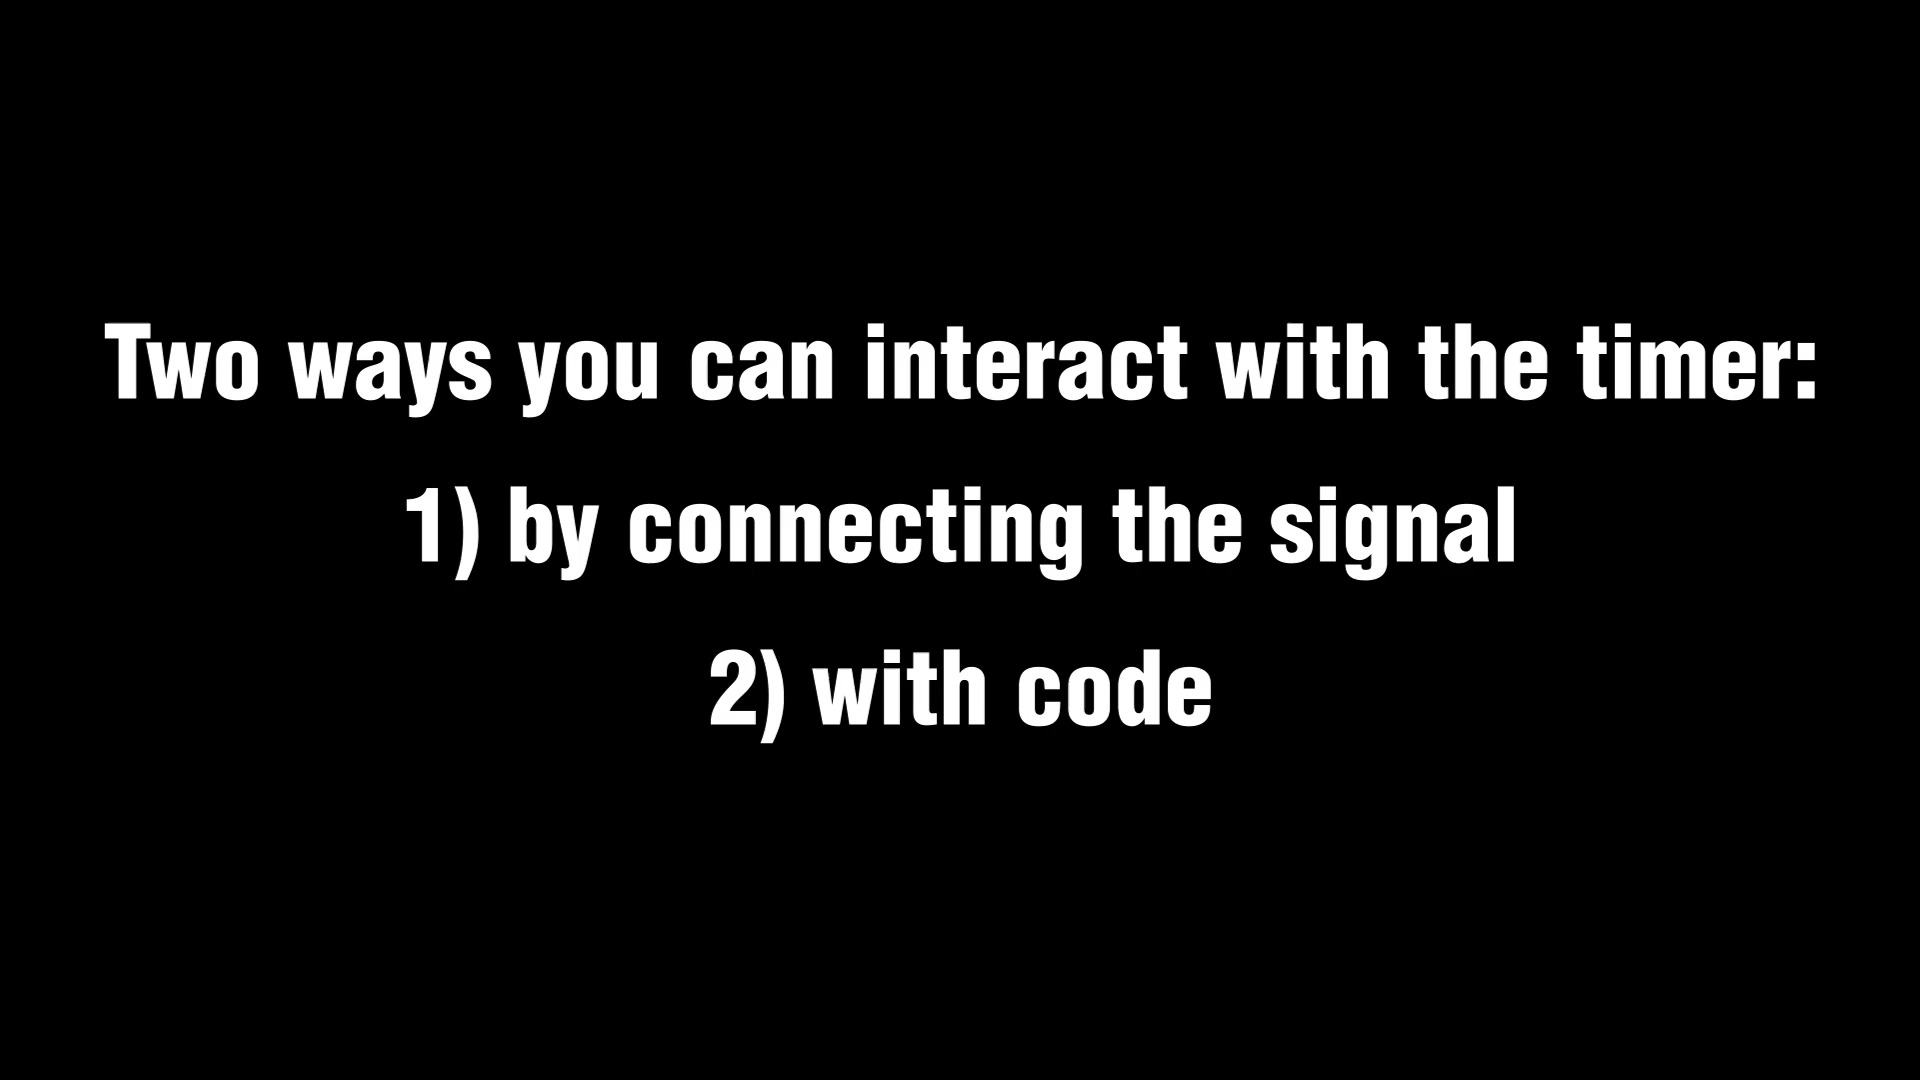 Two ways you can interact with the timer:
1) by connecting the signal
2) with code